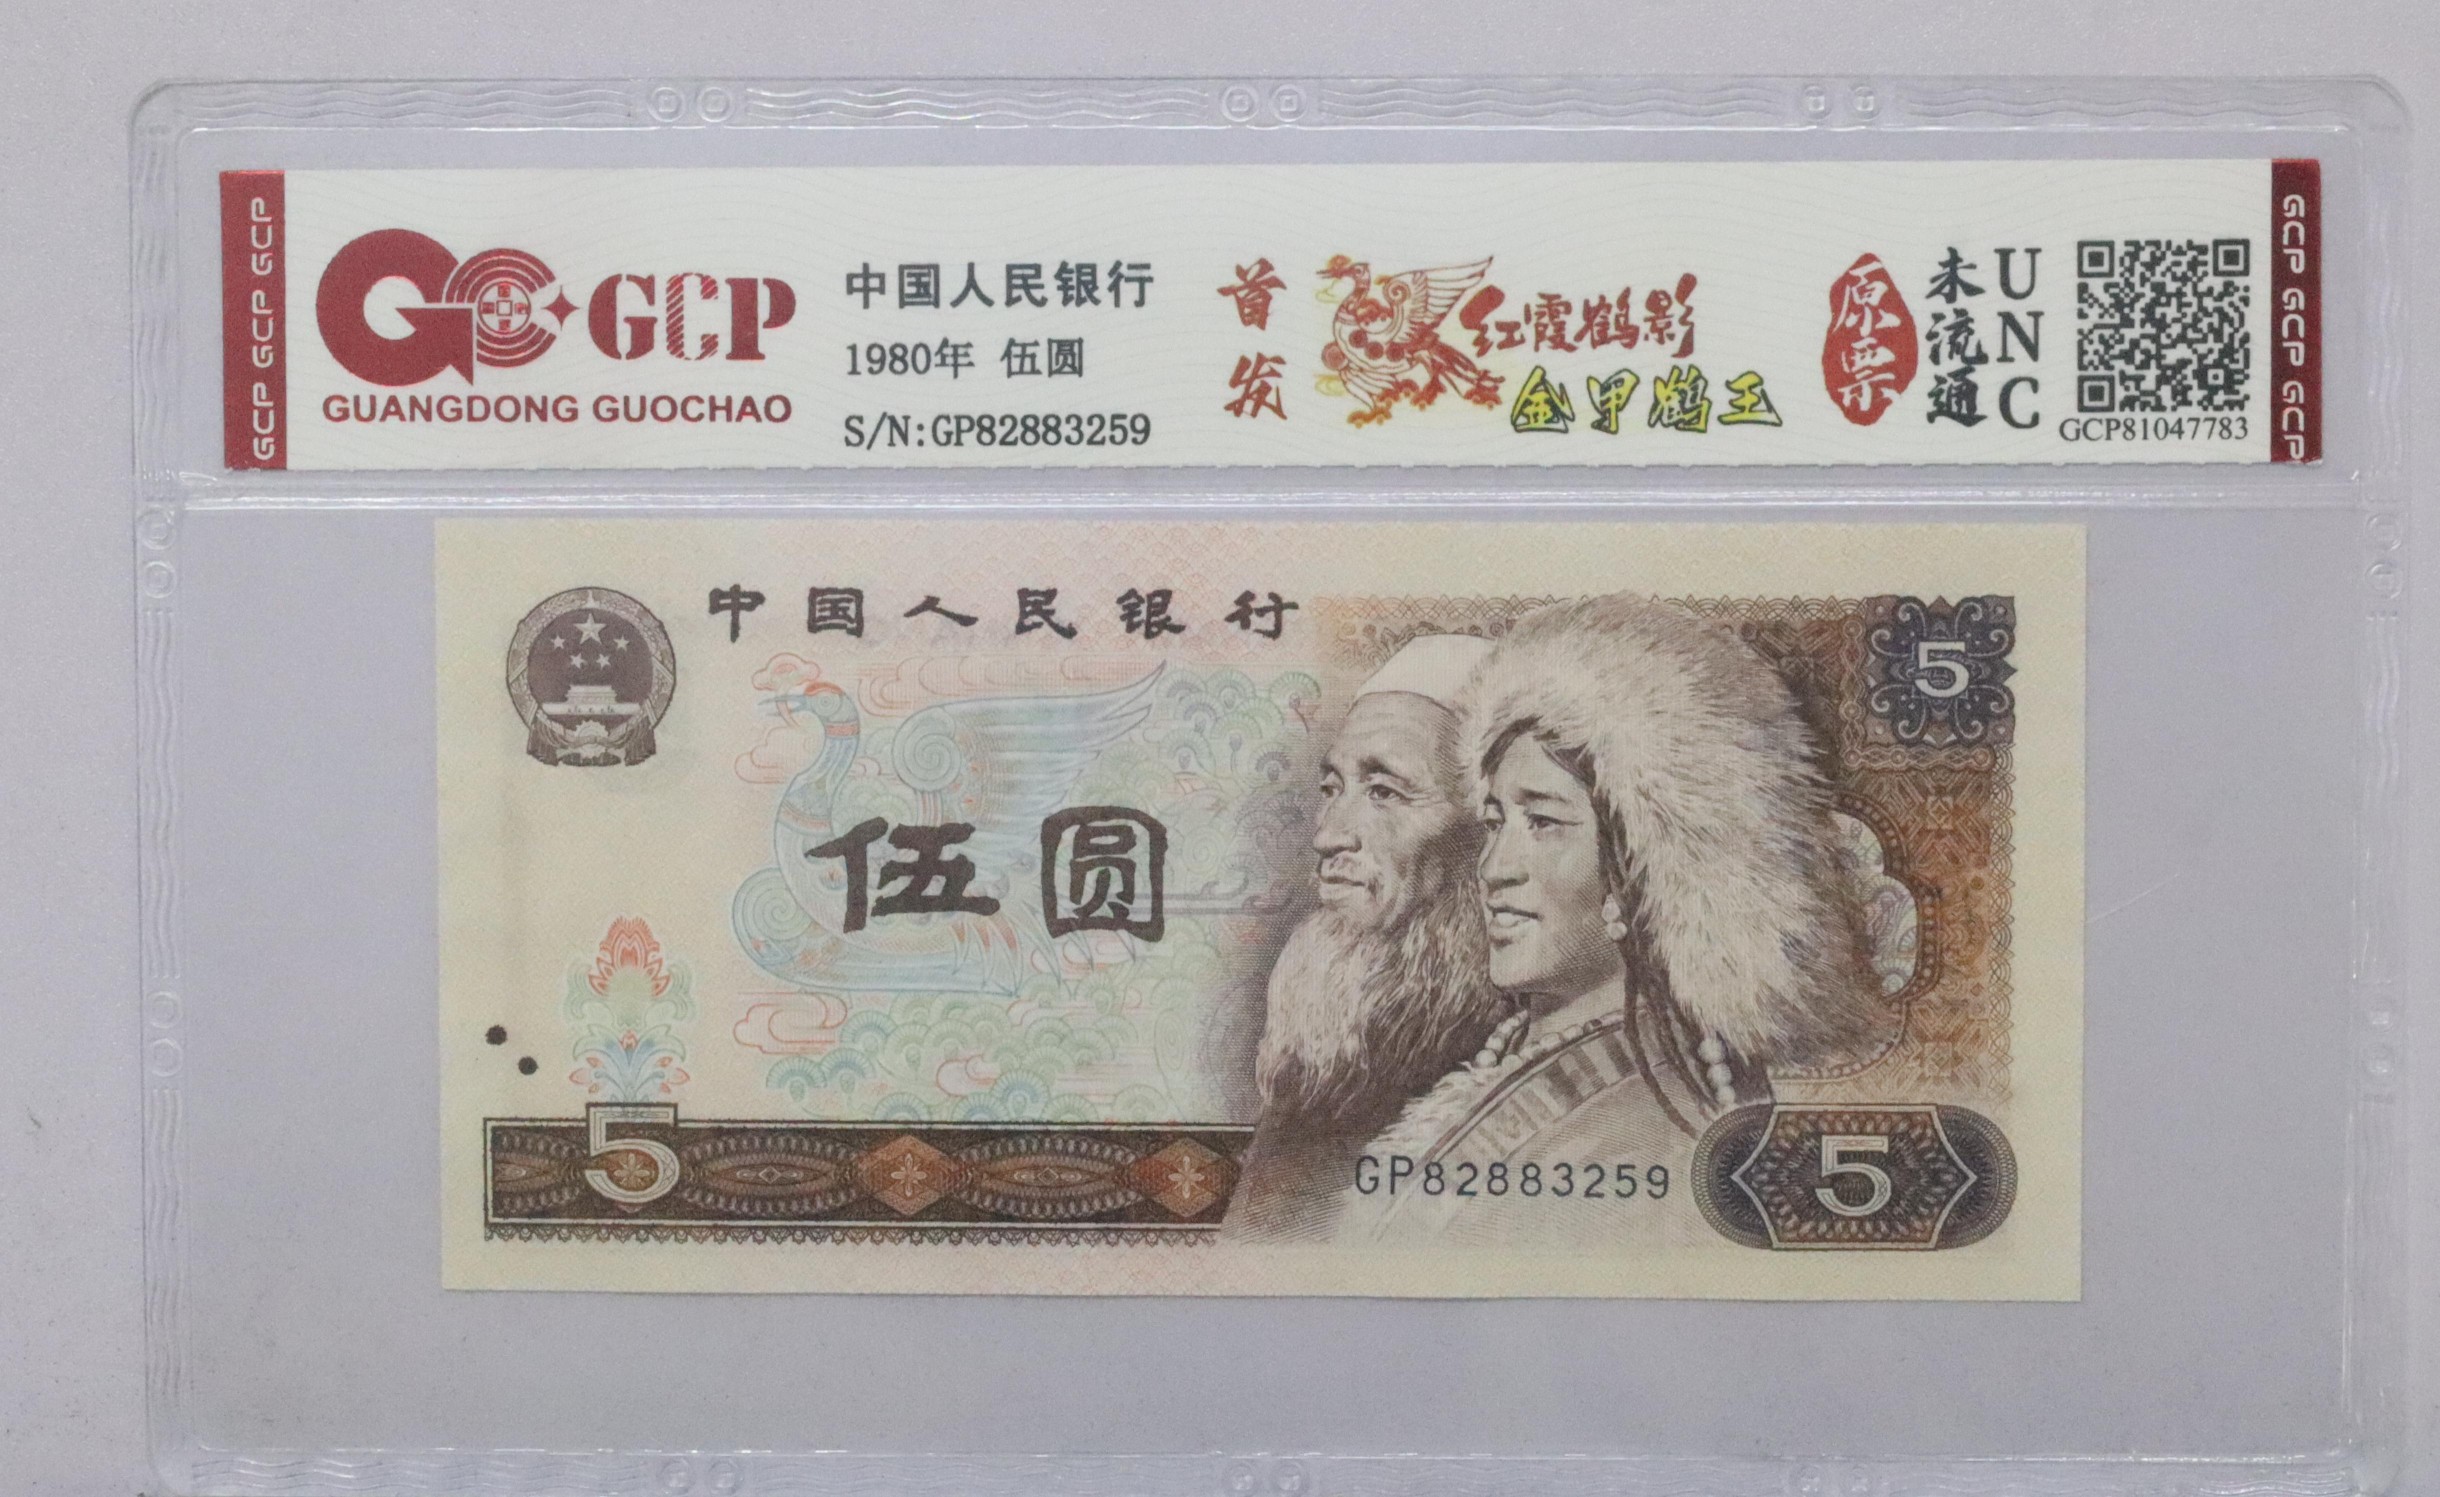 GCP GCP GCP
GCP
GUANGDONG GUOCHAO
中国人民银行
1980年 伍圆
S/N:GP82883259
首发
红霞鹤影
金甲鹤王
原票
未流通
UNC
GCP81047783
GCP GCP GCP
中国人民银行
5
伍圆
5
GP82883259
5